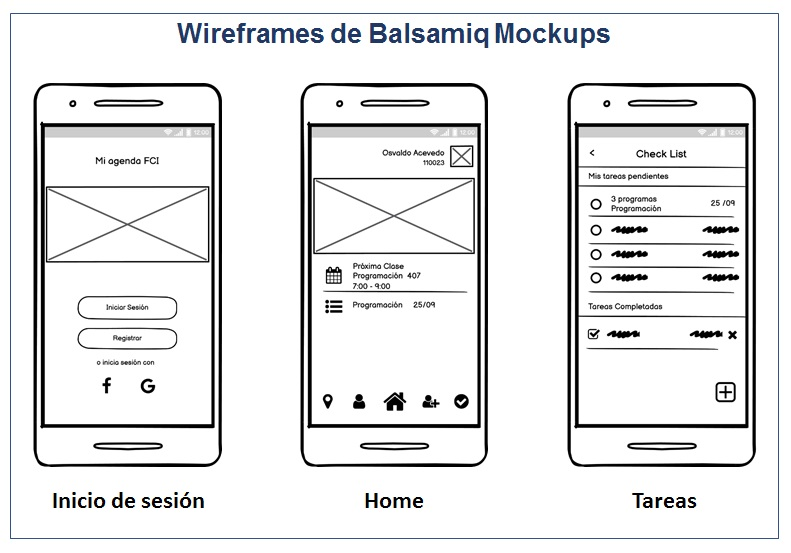 Wireframes de Balsamiq Mockups
12:00
Mi agenda FCI
Iniciar Sesión
Registrar
o inicia sesión con
f G
Inicio de sesión
12:00
Osvaldo Acevedo
110023
Próxima Clase
Programación 407
7:00 - 9:00
Programación 25/09
Home
12:00
< Check List
Mis tareas pendientes
3 programas 25 /09
Programación
Tareas Completadas
Tareas